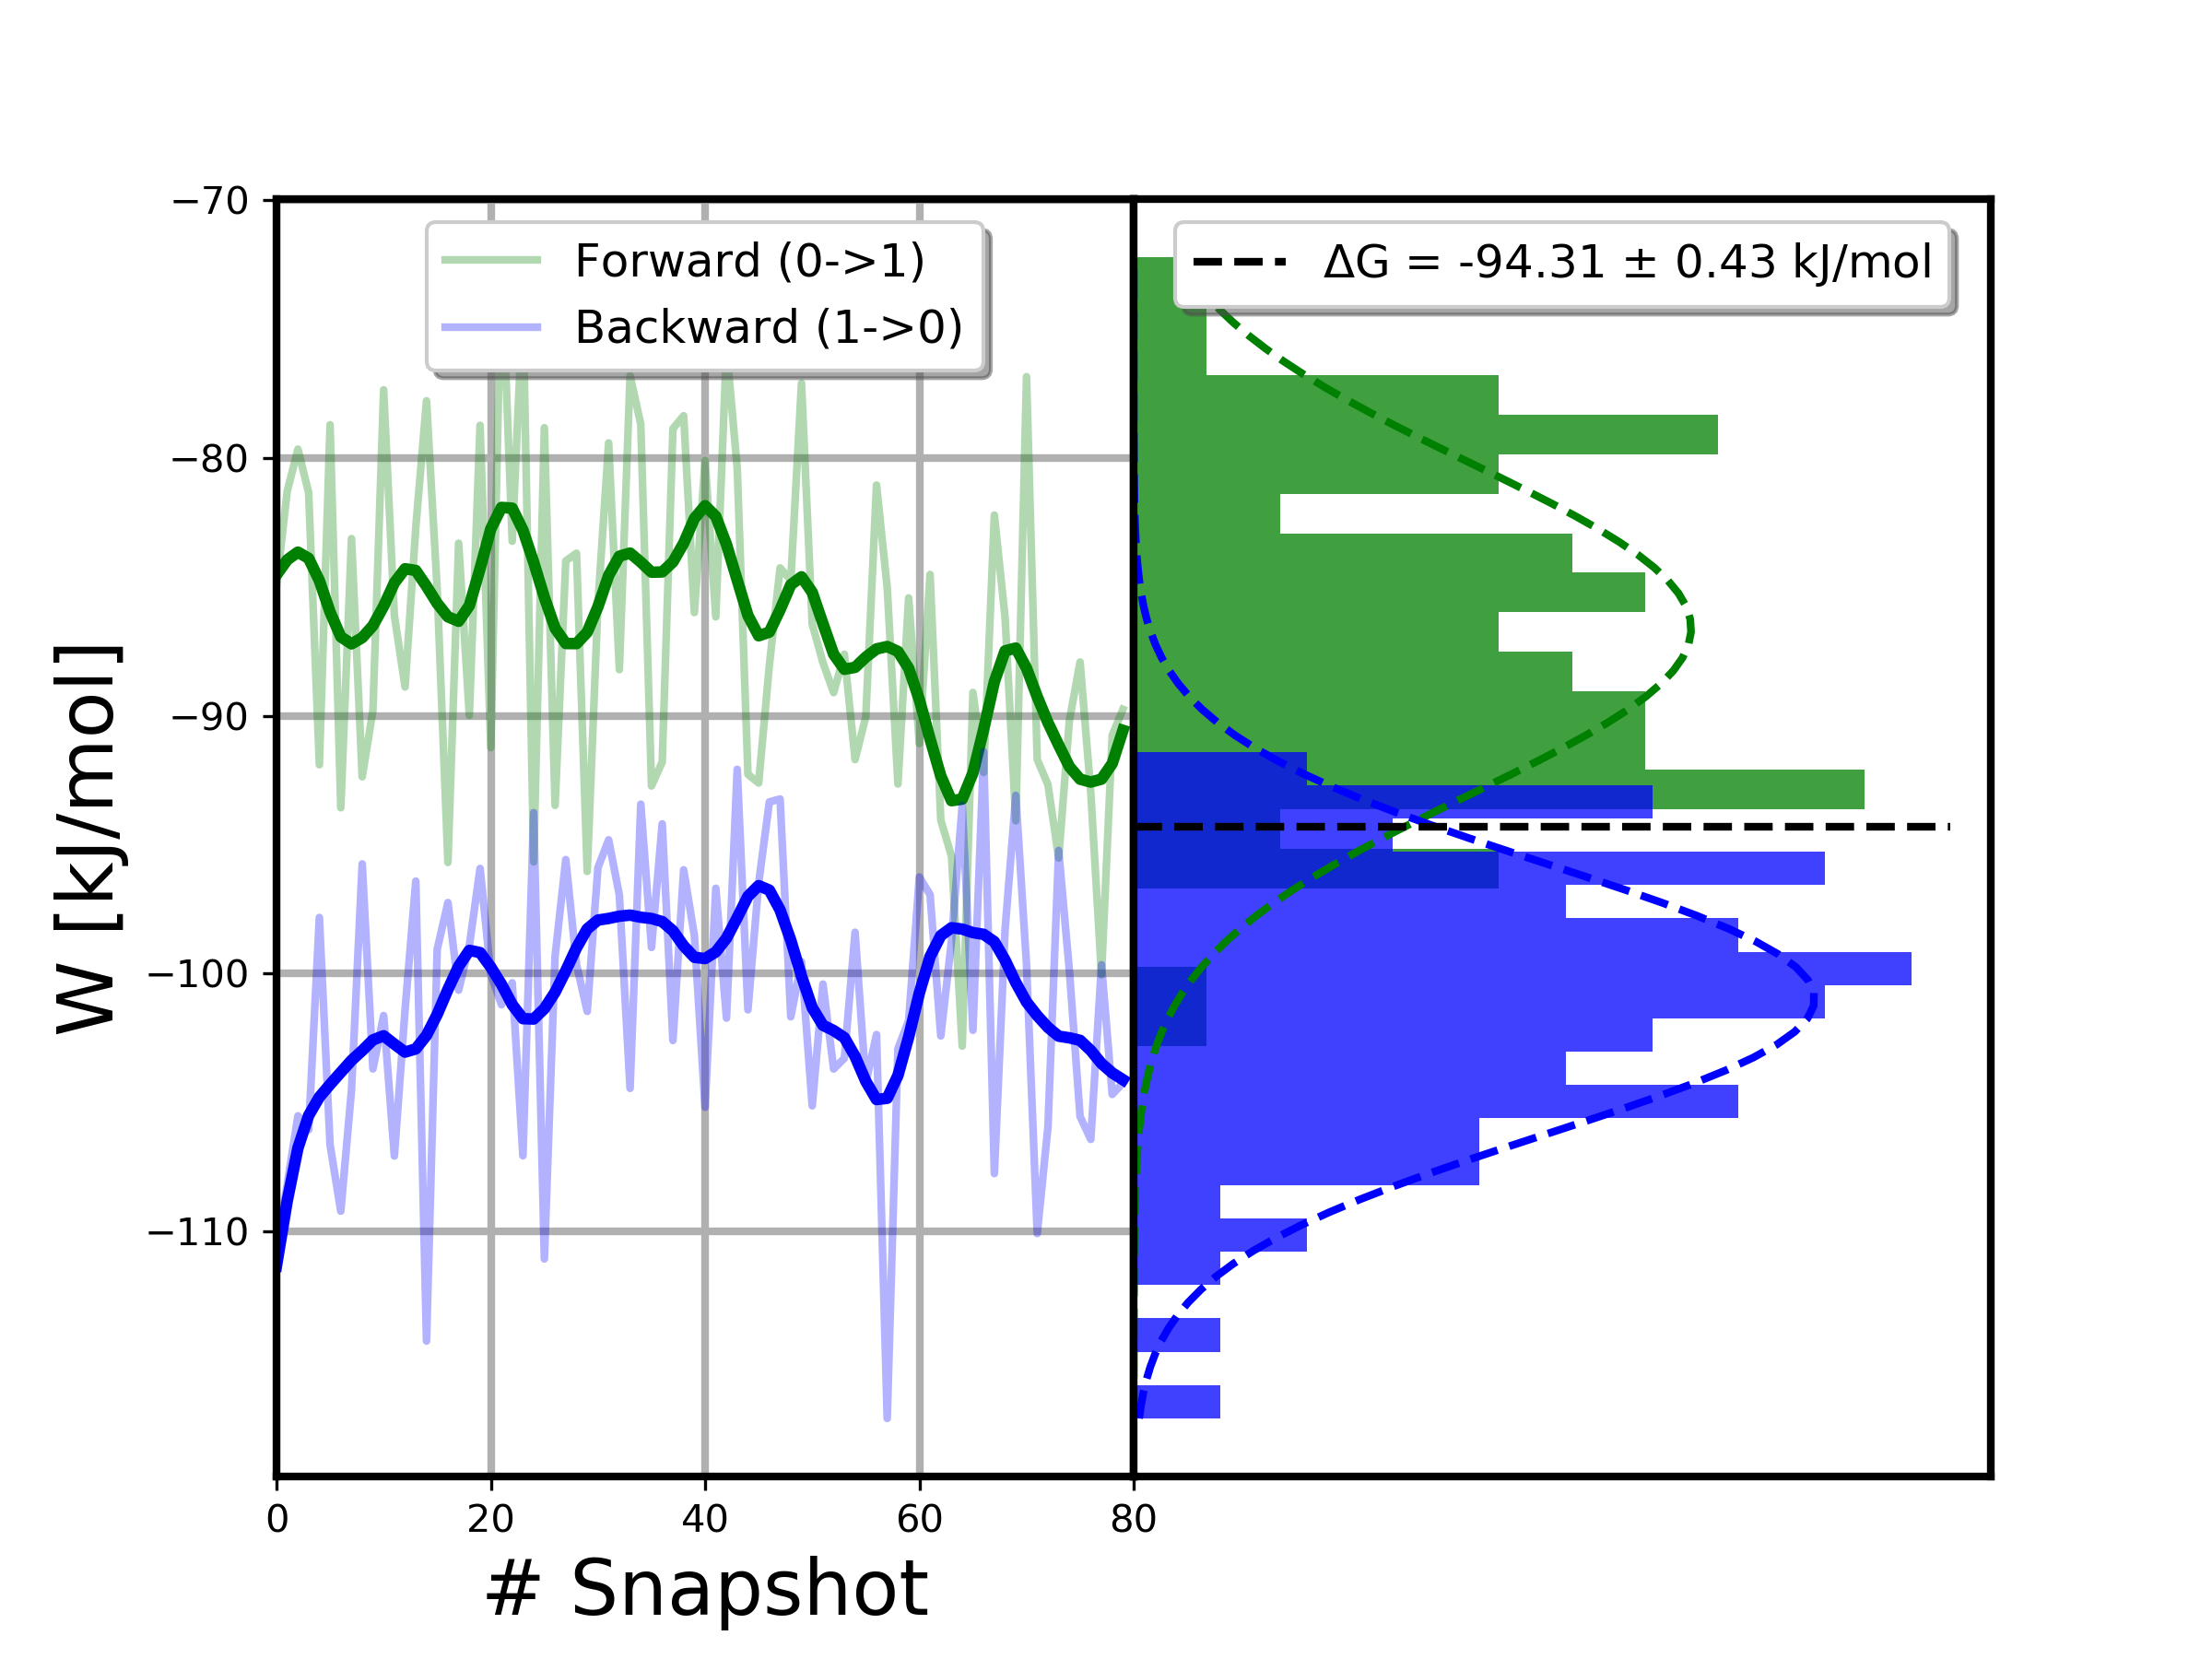 −70
−80
−90
−100
−110
W [kJ/mol]
Forward (0->1)
Backward (1->0)
ΔG = -94.31 ± 0.43 kJ/mol
0
20
40
60
80
# Snapshot